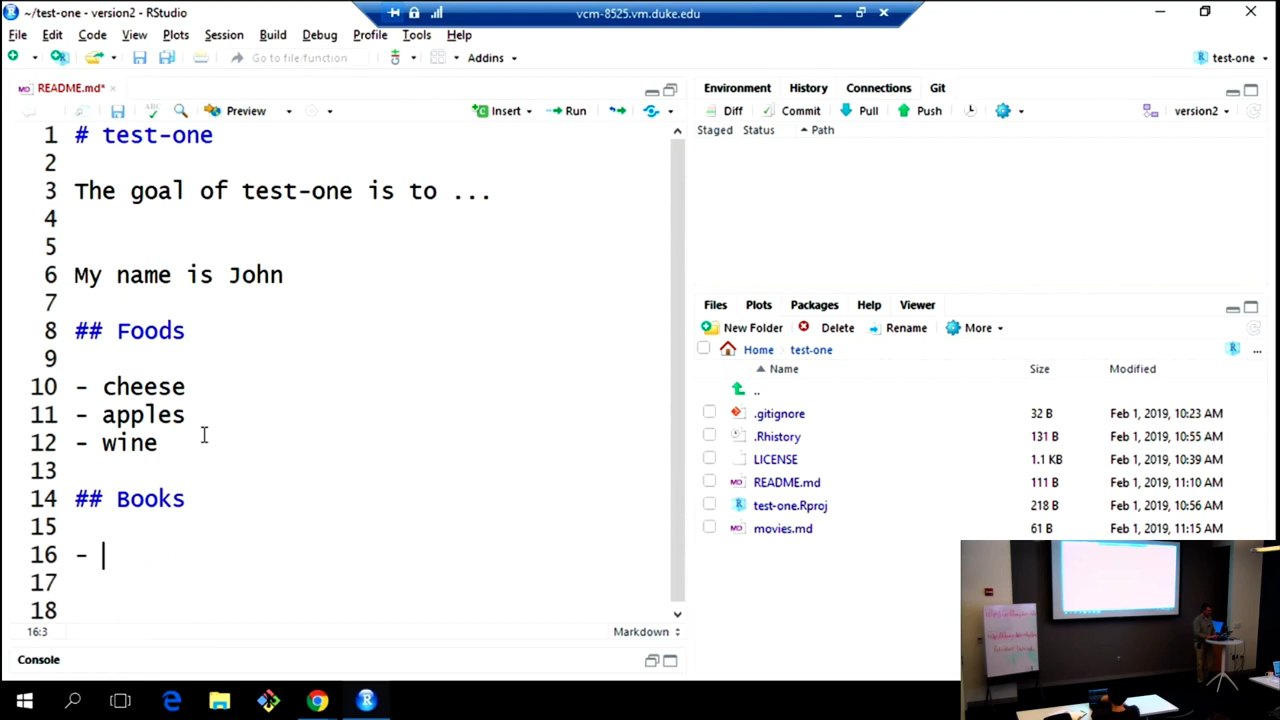 ~/test-one - version2 - RStudio
vcm-8525.vm.duke.edu
File Edit Code View Plots Session Build Debug Profile Tools Help
Go to file/function Addins test-one
README.md*
Preview Insert Run
1 # test-one
2
3 The goal of test-one is to ...
4
5
6 My name is John
7
8 ## Foods
9
10 - cheese
11 - apples
12 - wine
13
14 ## Books
15
16 -
17
18
16:3 Markdown
Console
Environment History Connections Git
Diff Commit Pull Push version2
Staged Status Path
Files Plots Packages Help Viewer
New Folder Delete Rename More
Home test-one
Name Size Modified
..
.gitignore 32 B Feb 1, 2019, 10:23 AM
.Rhistory 131 B Feb 1, 2019, 10:55 AM
LICENSE 1.1 KB Feb 1, 2019, 10:39 AM
README.md 111 B Feb 1, 2019, 11:10 AM
test-one.Rproj 218 B Feb 1, 2019, 10:56 AM
movies.md 61 B Feb 1, 2019, 11:15 AM